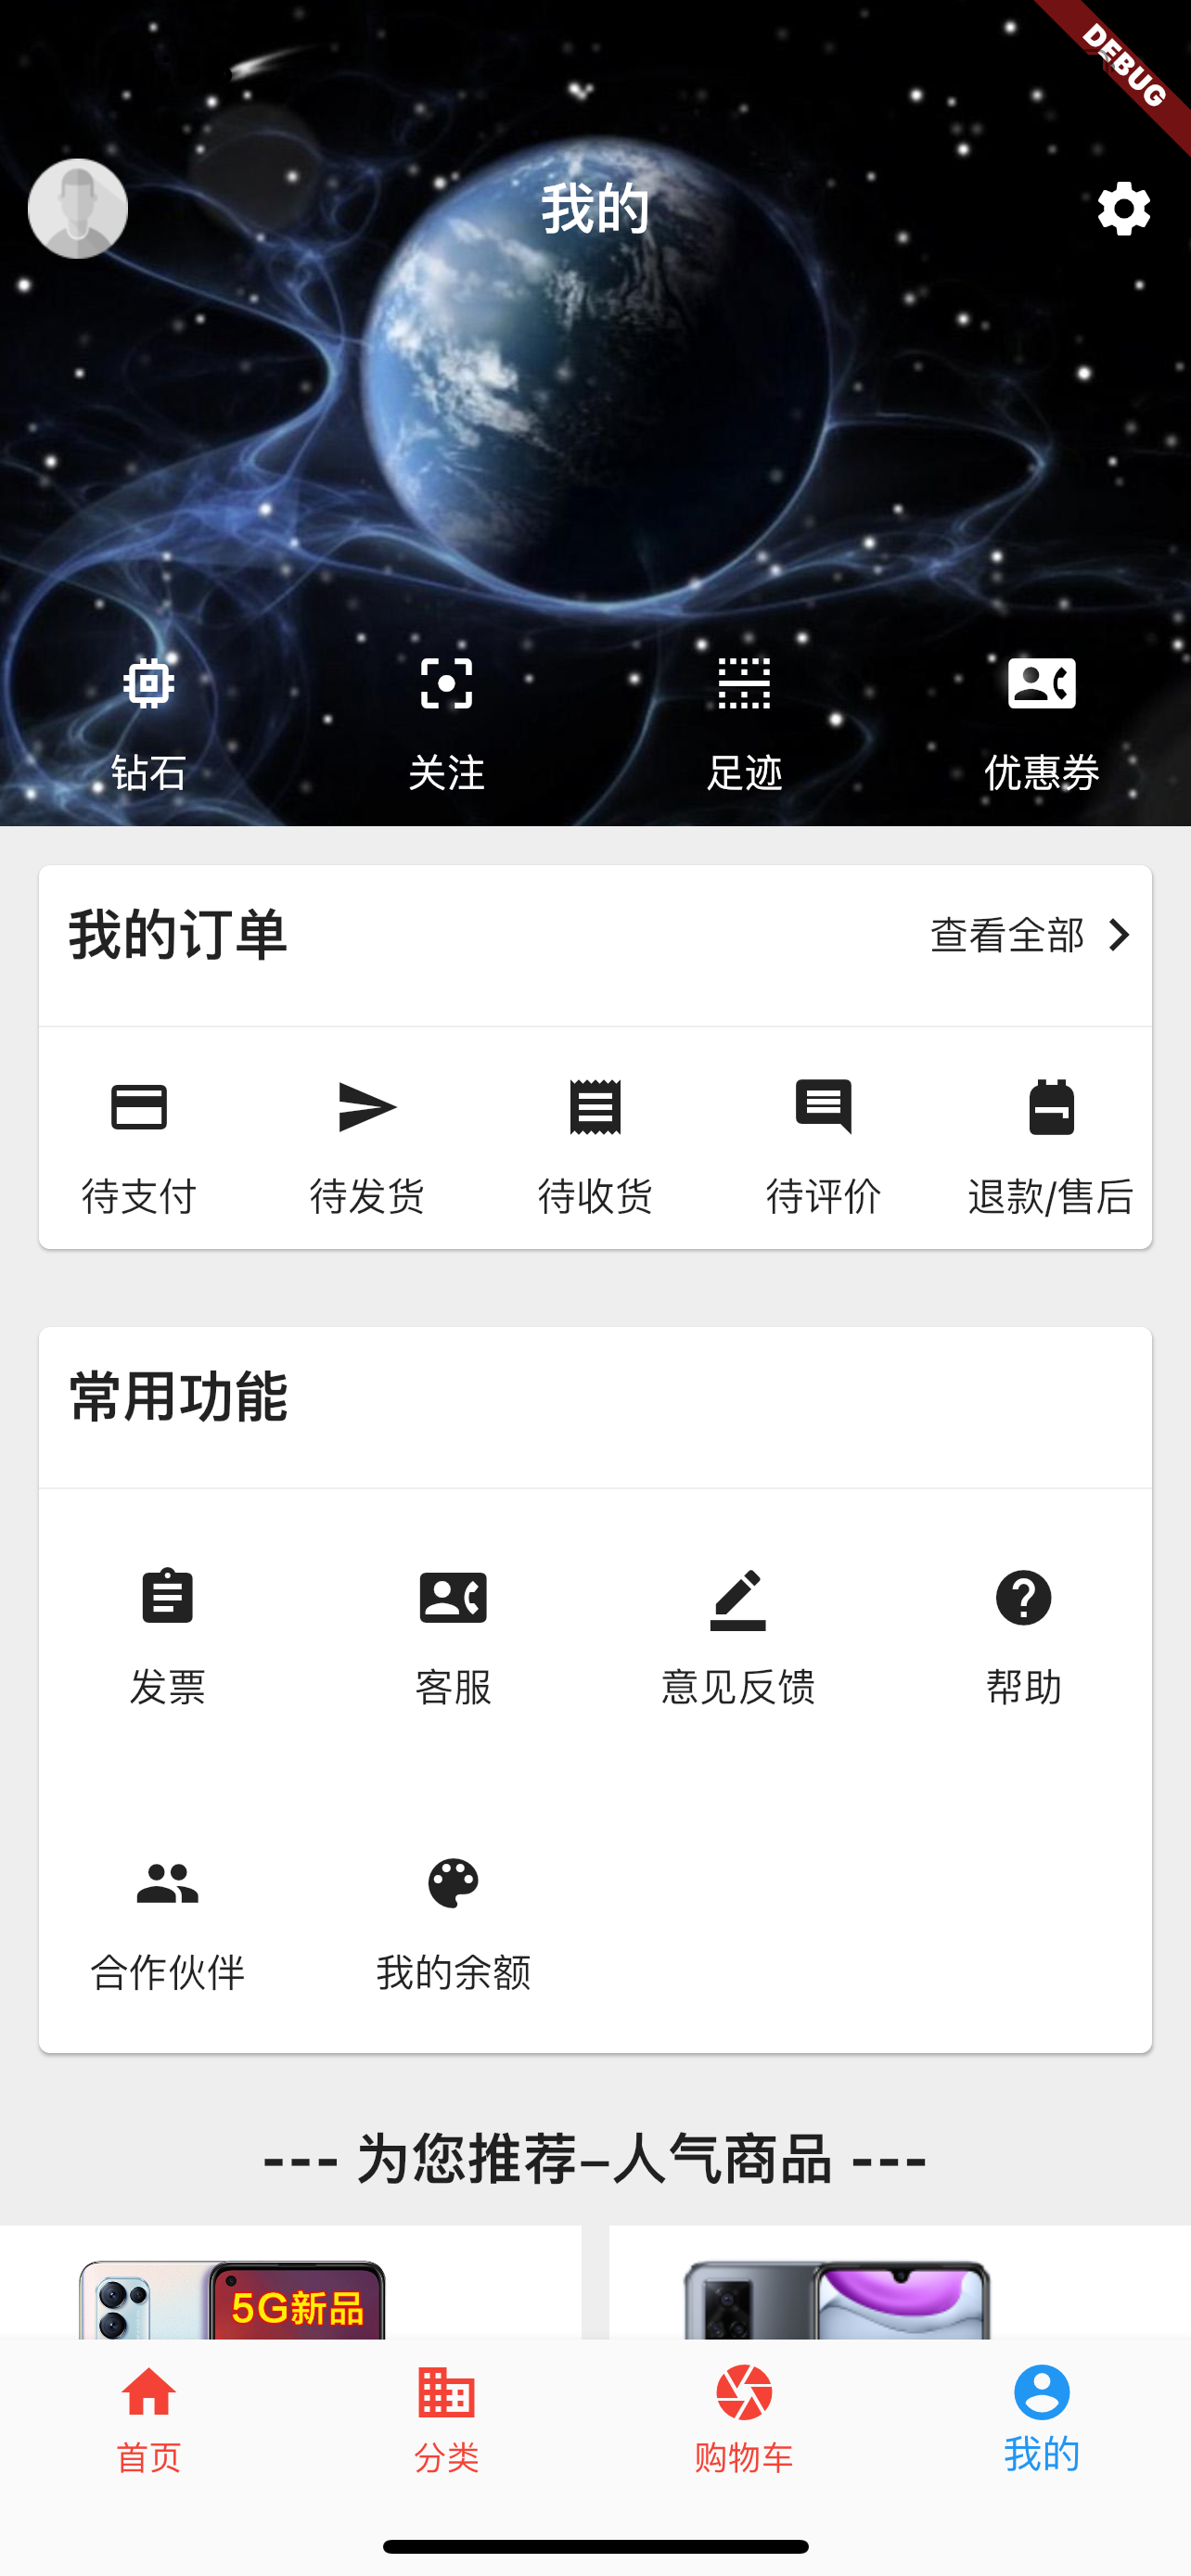 DEBUG
我的
钻石 关注 足迹 优惠券
我的订单 查看全部
待支付 待发货 待收货 待评价 退款/售后
常用功能
发票 客服 意见反馈 帮助
合作伙伴 我的余额
--- 为您推荐–人气商品 ---
5G新品
首页 分类 购物车 我的